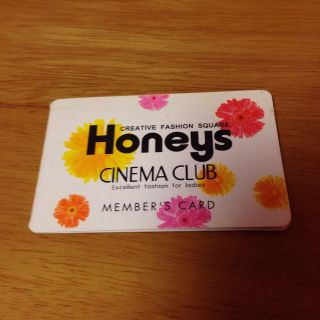 CREATIVE FASHION SQUARE
Honeys
CINEMA CLUB
Excellent fashion for ladies
MEMBER'S CARD